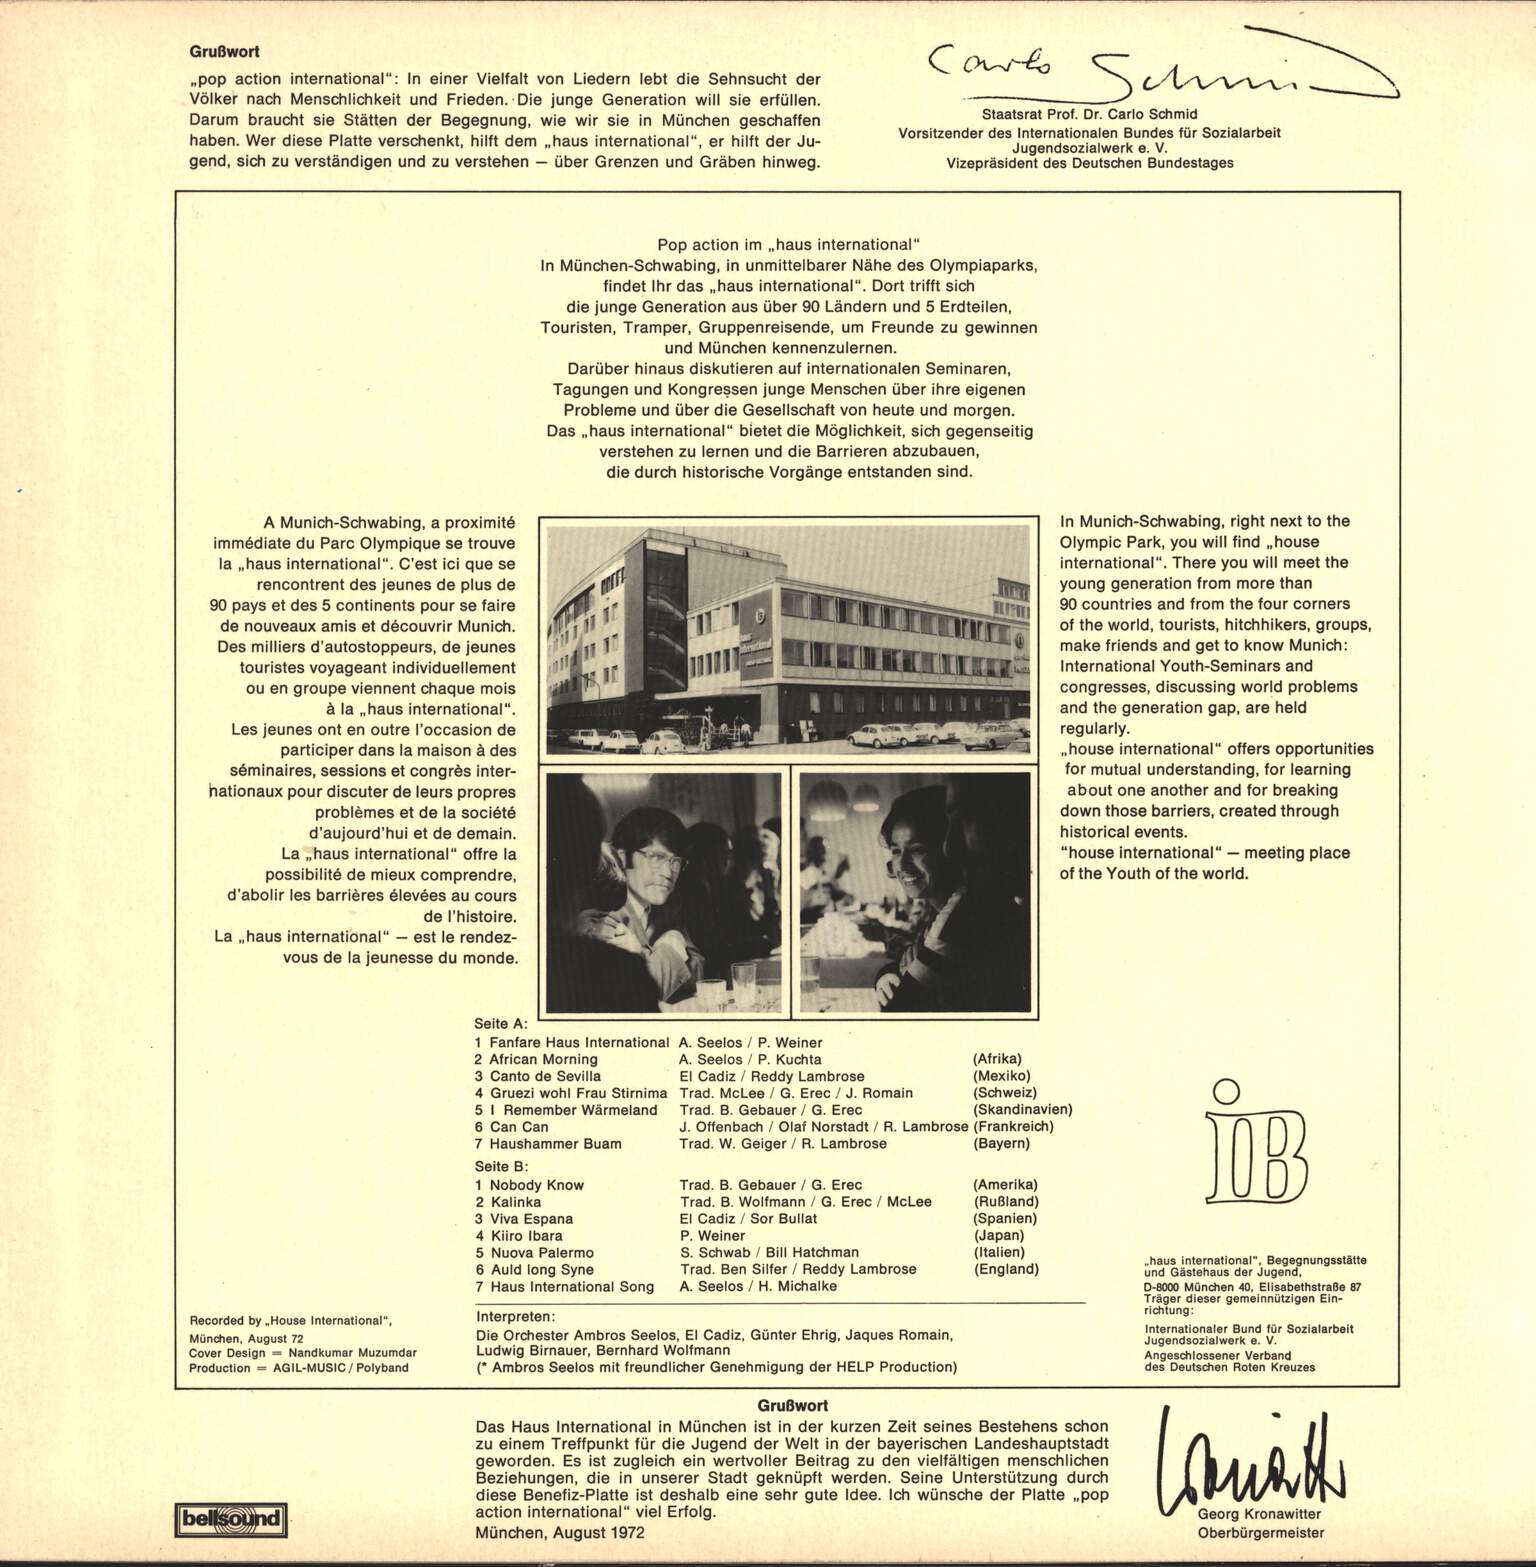 Grußwort
„pop action international“: In einer Vielfalt von Liedern lebt die Sehnsucht der
Völker nach Menschlichkeit und Frieden. Die junge Generation will sie erfüllen.
Darum braucht sie Stätten der Begegnung, wie wir sie in München geschaffen
haben. Wer diese Platte verschenkt, hilft dem „haus international“, er hilft der Ju-
gend, sich zu verständigen und zu verstehen — über Grenzen und Gräben hinweg.
Carlo Schmid
Staatsrat Prof. Dr. Carlo Schmid
Vorsitzender des Internationalen Bundes für Sozialarbeit
Jugendsozialwerk e. V.
Vizepräsident des Deutschen Bundestages
Pop action im „haus international“
In München-Schwabing, in unmittelbarer Nähe des Olympiaparks,
findet Ihr das „haus international“. Dort trifft sich
die junge Generation aus über 90 Ländern und 5 Erdteilen,
Touristen, Tramper, Gruppenreisende, um Freunde zu gewinnen
und München kennenzulernen.
Darüber hinaus diskutieren auf internationalen Seminaren,
Tagungen und Kongressen junge Menschen über ihre eigenen
Probleme und über die Gesellschaft von heute und morgen.
Das „haus international“ bietet die Möglichkeit, sich gegenseitig
verstehen zu lernen und die Barrieren abzubauen,
die durch historische Vorgänge entstanden sind.
A Munich-Schwabing, a proximité
immédiate du Parc Olympique se trouve
la „haus international“. C'est ici que se
rencontrent des jeunes de plus de
90 pays et des 5 continents pour se faire
de nouveaux amis et découvrir Munich.
Des milliers d'autostoppeurs, de jeunes
touristes voyageant individuellement
ou en groupe viennent chaque mois
à la „haus international“.
Les jeunes ont en outre l'occasion de
participer dans la maison à des
séminaires, sessions et congrès inter-
nationaux pour discuter de leurs propres
problèmes et de la société
d'aujourd'hui et de demain.
La „haus international“ offre la
possibilité de mieux comprendre,
d'abolir les barrières élevées au cours
de l'histoire.
La „haus international“ — est le rendez-
vous de la jeunesse du monde.
In Munich-Schwabing, right next to the
Olympic Park, you will find „house
international“. There you will meet the
young generation from more than
90 countries and from the four corners
of the world, tourists, hitchhikers, groups,
make friends and get to know Munich:
International Youth-Seminars and
congresses, discussing world problems
and the generation gap, are held
regularly.
„house international“ offers opportunities
for mutual understanding, for learning
about one another and for breaking
down those barriers, created through
historical events.
“house international“ — meeting place
of the Youth of the world.
Seite A:
1 Fanfare Haus International A. Seelos / P. Weiner
2 African Morning A. Seelos / P. Kuchta (Afrika)
3 Canto de Sevilla El Cadiz / Reddy Lambrose (Mexiko)
4 Gruezi wohl Frau Stirnima Trad. McLee / G. Erec / J. Romain (Schweiz)
5 I Remember Wärmeland Trad. B. Gebauer / G. Erec (Skandinavien)
6 Can Can J. Offenbach / Olaf Norstadt / R. Lambrose (Frankreich)
7 Haushammer Buam Trad. W. Geiger / R. Lambrose (Bayern)
Seite B:
1 Nobody Know Trad. B. Gebauer / G. Erec (Amerika)
2 Kalinka Trad. B. Wolfmann / G. Erec / McLee (Rußland)
3 Viva Espana El Cadiz / Sor Bullat (Spanien)
4 Kiiro Ibara P. Weiner (Japan)
5 Nuova Palermo S. Schwab / Bill Hatchman (Italien)
6 Auld long Syne Trad. Ben Silfer / Reddy Lambrose (England)
7 Haus International Song A. Seelos / H. Michalke
Interpreten:
Die Orchester Ambros Seelos, El Cadiz, Günter Ehrig, Jaques Romain,
Ludwig Birnauer, Bernhard Wolfmann
(* Ambros Seelos mit freundlicher Genehmigung der HELP Production)
Recorded by „House International“,
München, August 72
Cover Design = Nandkumar Muzumdar
Production = AGIL-MUSIC / Polyband
iB
„haus international“, Begegnungsstätte
und Gästehaus der Jugend,
D-8000 München 40, Elisabethstraße 87
Träger dieser gemeinnützigen Ein-
richtung:
Internationaler Bund für Sozialarbeit
Jugendsozialwerk e. V.
Angeschlossener Verband
des Deutschen Roten Kreuzes
Grußwort
Das Haus International in München ist in der kurzen Zeit seines Bestehens schon
zu einem Treffpunkt für die Jugend der Welt in der bayerischen Landeshauptstadt
geworden. Es ist zugleich ein wertvoller Beitrag zu den vielfältigen menschlichen
Beziehungen, die in unserer Stadt geknüpft werden. Seine Unterstützung durch
diese Benefiz-Platte ist deshalb eine sehr gute Idee. Ich wünsche der Platte „pop
action international“ viel Erfolg.
München, August 1972
Georg Kronawitter
Oberbürgermeister
bellsound